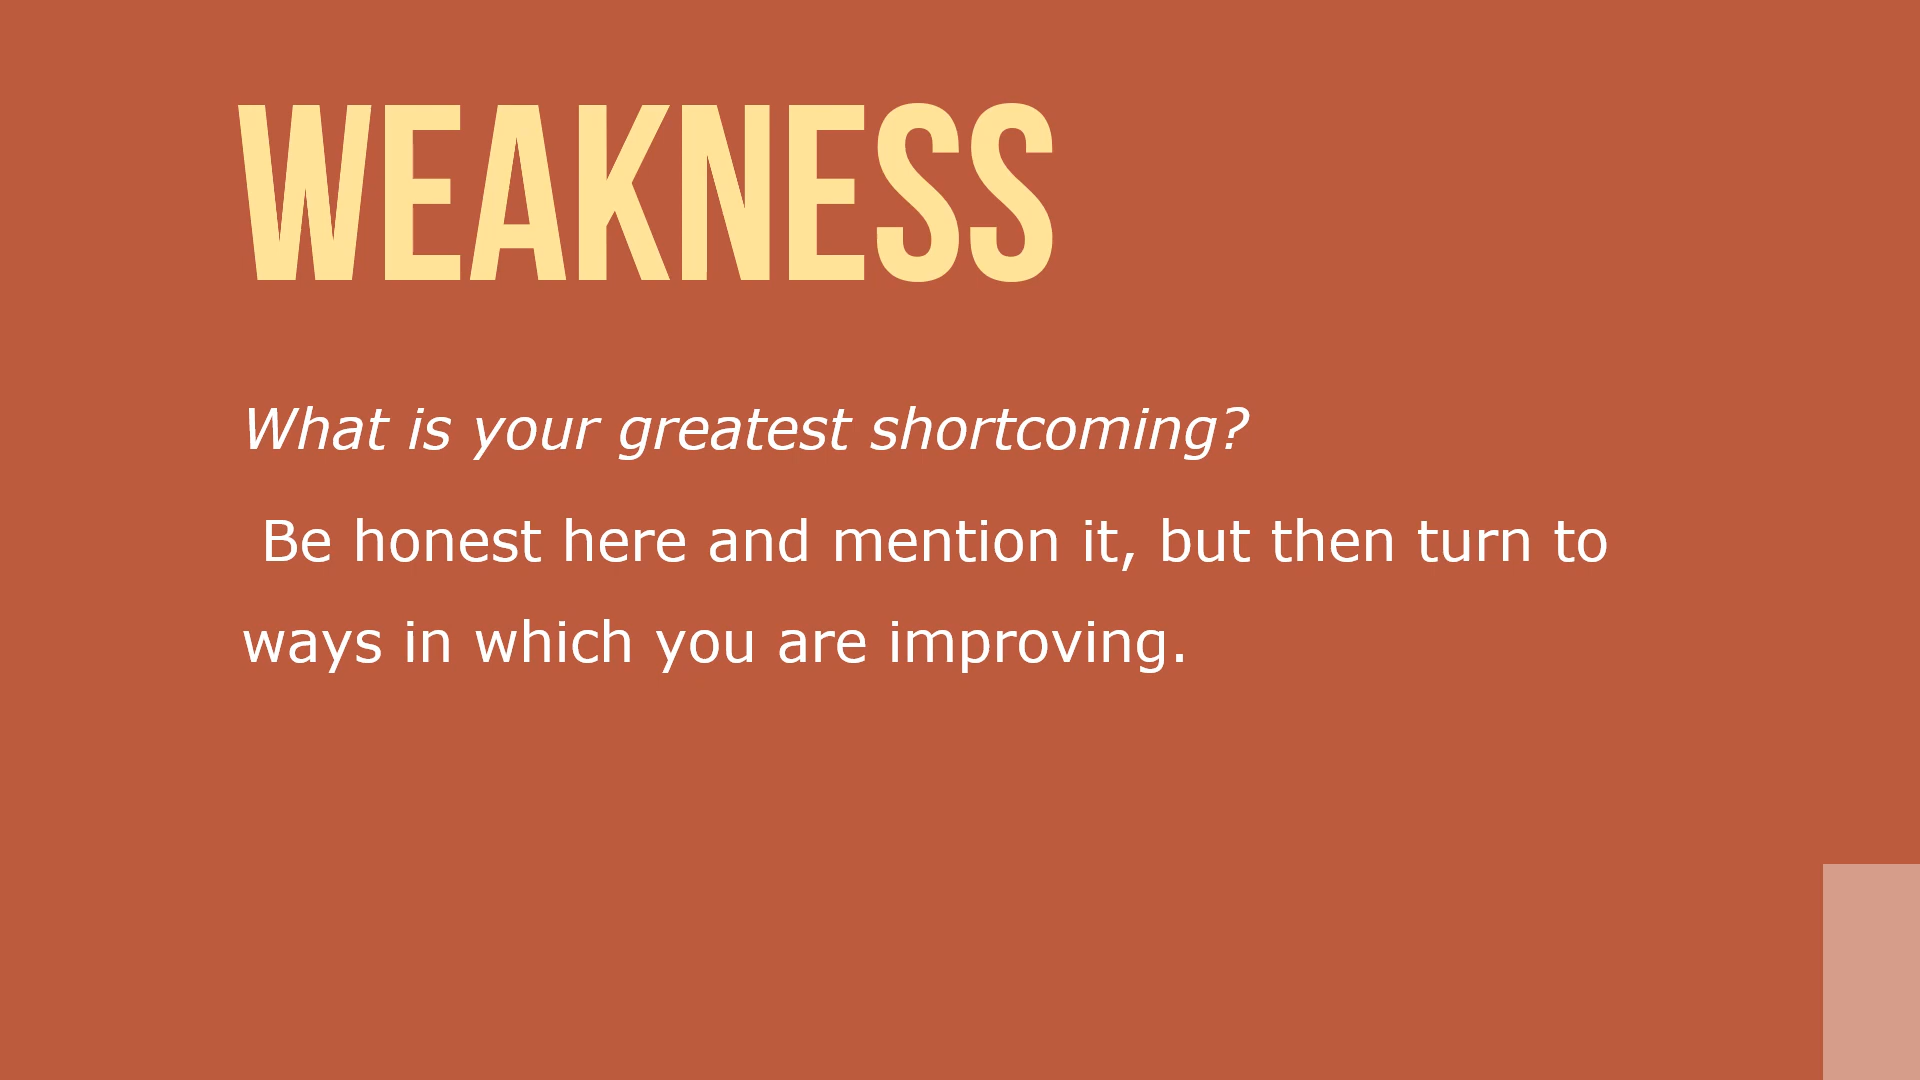 WEAKNESS
What is your greatest shortcoming?
Be honest here and mention it, but then turn to
ways in which you are improving.